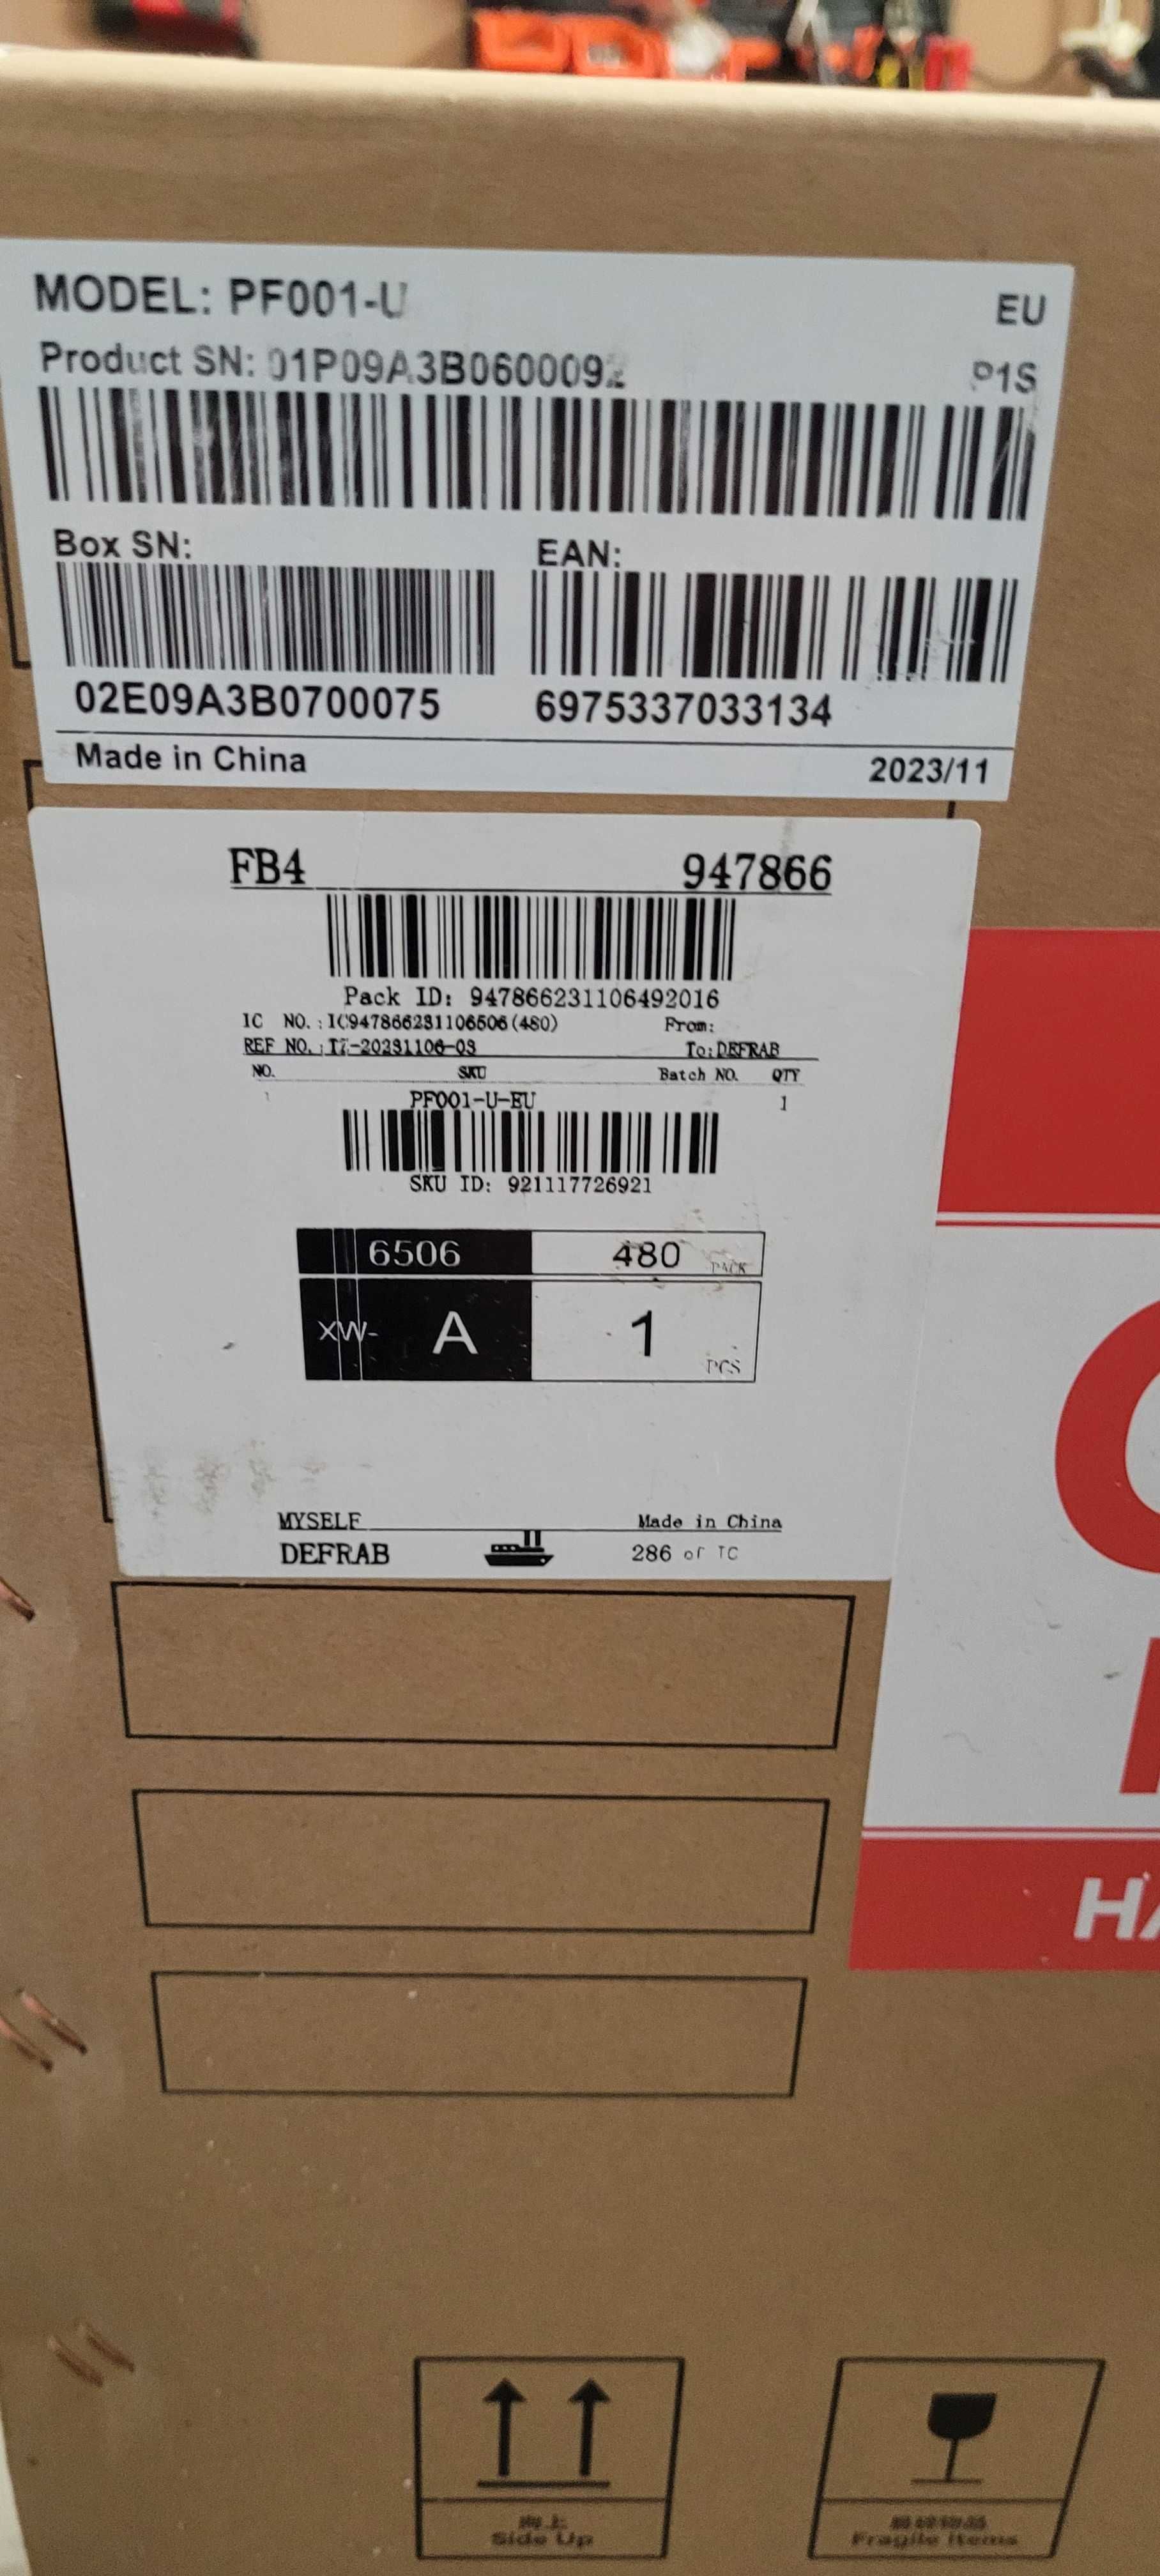 MODEL: PF001-U
EU
Product SN: 01P09A3B0600092
P1S
Box SN:
EAN:
02E09A3B0700075
6975337033134
Made in China
2023/11
FB4
947866
Pack ID: 947866231106492016
IC NO.: IC947866231106506(480)
From:
REF NO.:
To:DEFRAB
NO. SKU Batch NO. QTY
1 PF001-U-EU 1
SKU ID: 921117726921
6506
480 PACK
XW- A
1 PCS
MYSELF
Made in China
DEFRAB
286 of
HA
Side Up
Fragile Items